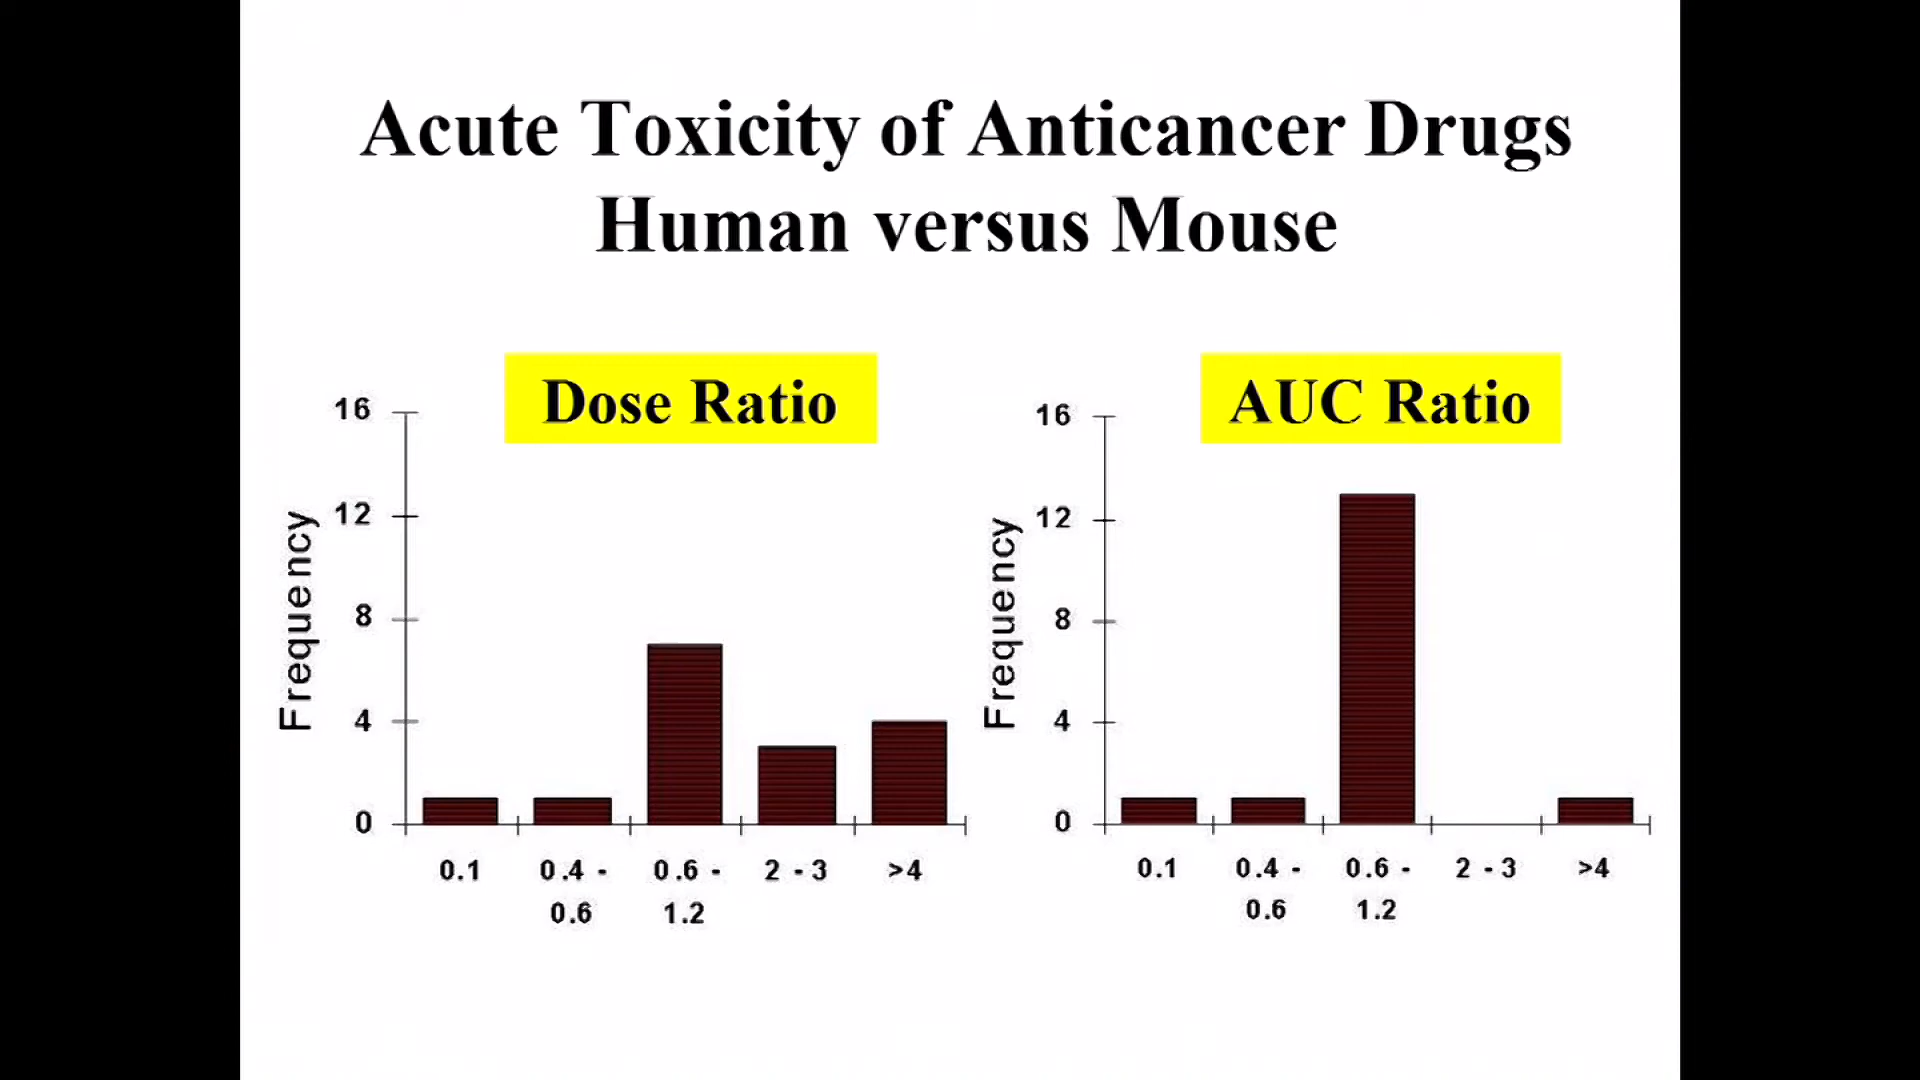 Acute Toxicity of Anticancer Drugs
Human versus Mouse
Dose Ratio
Frequency
16
12
8
4
0
0.1
0.4 -
0.6
0.6 -
1.2
2 - 3
>4
AUC Ratio
Frequency
16
12
8
4
0
0.1
0.4 -
0.6
0.6 -
1.2
2 - 3
>4